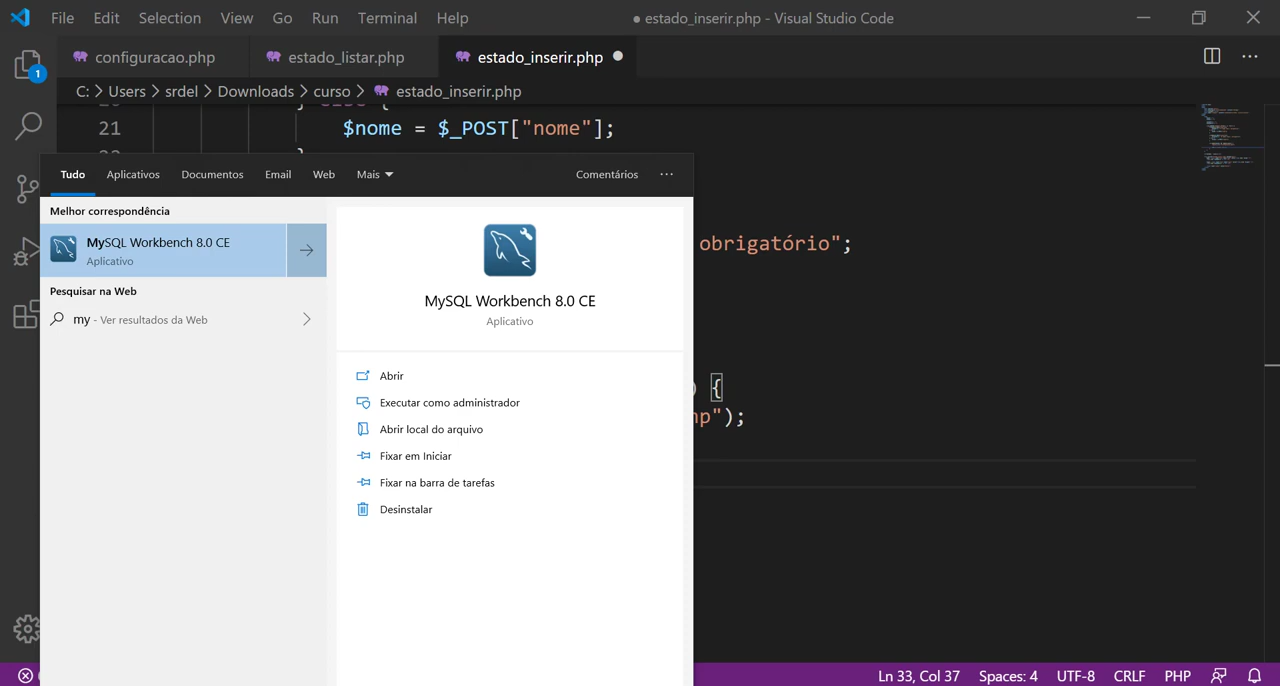 File Edit Selection View Go Run Terminal Help
● estado_inserir.php - Visual Studio Code
configuracao.php
estado_listar.php
estado_inserir.php
C: > Users > srdel > Downloads > curso > estado_inserir.php
21 $nome = $_POST["nome"];
obrigatório";
) {
hp");
Tudo Aplicativos Documentos Email Web Mais Comentários ...
Melhor correspondência
MySQL Workbench 8.0 CE
Aplicativo
Pesquisar na Web
my - Ver resultados da Web
MySQL Workbench 8.0 CE
Aplicativo
Abrir
Executar como administrador
Abrir local do arquivo
Fixar em Iniciar
Fixar na barra de tarefas
Desinstalar
1
Ln 33, Col 37 Spaces: 4 UTF-8 CRLF PHP